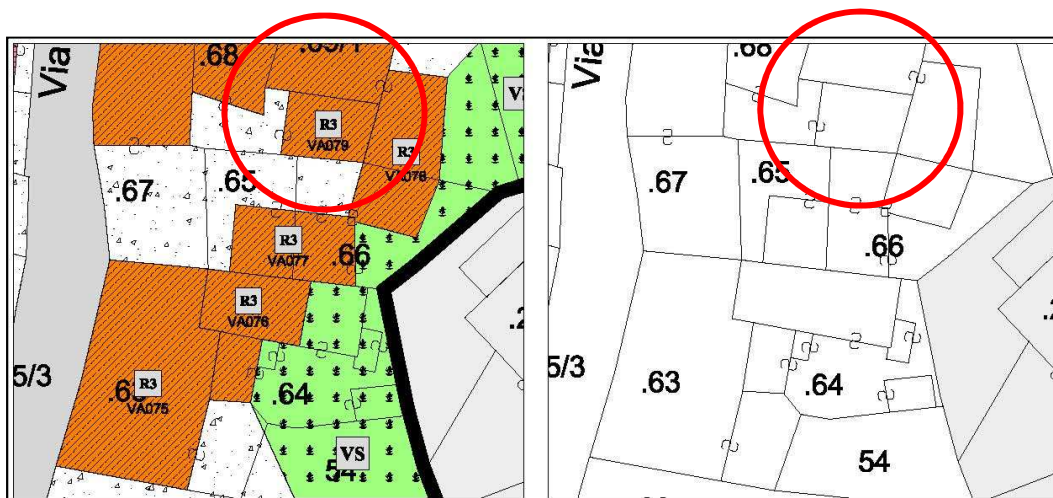 Via
.68
R3
VA079
R3
VA078
.67
.65
R3
VA077
.66
R3
VA076
5/3
R3
VA075
.64
VS
54
Via
.68
.67
.65
.66
5/3
.63
.64
54